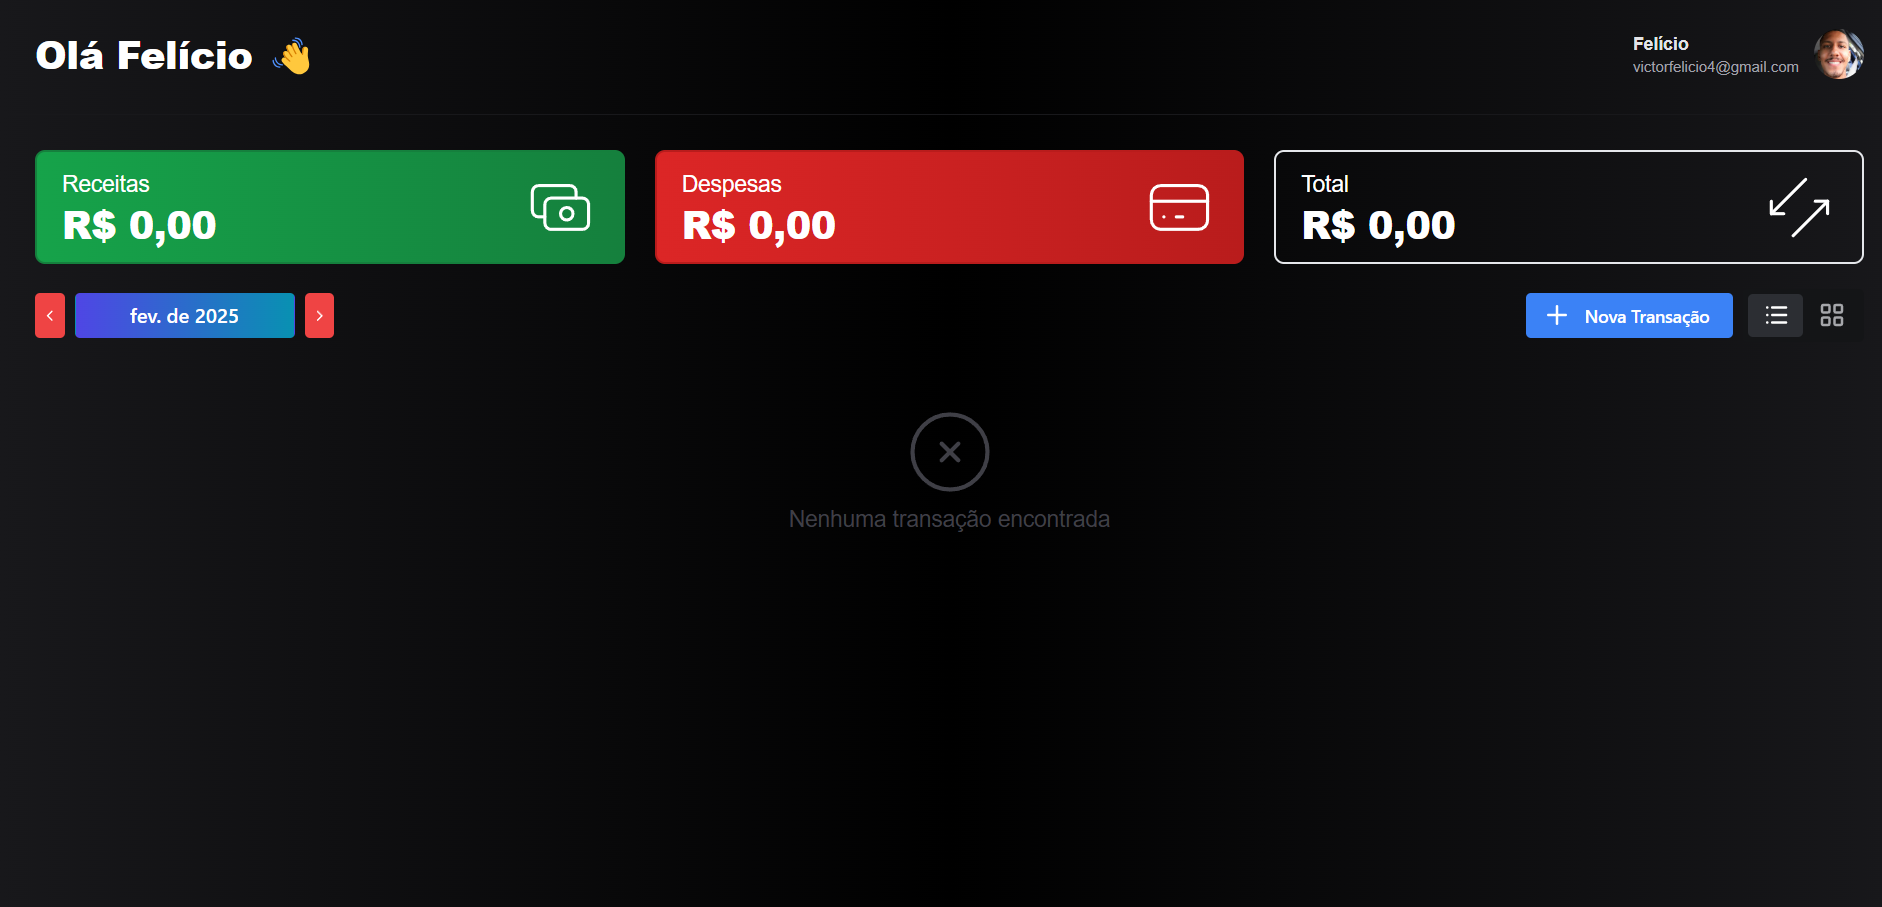 Olá Felício 👋
Felício
victorfelicio4@gmail.com
Receitas
R$ 0,00
Despesas
R$ 0,00
Total
R$ 0,00
fev. de 2025
Nova Transação
Nenhuma transação encontrada